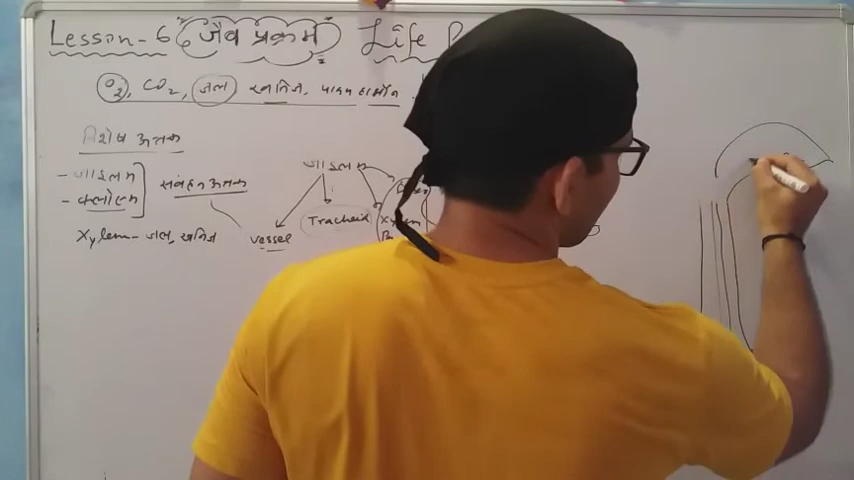 Lesson-6 जैव प्रक्रम Life
O2, CO2, जल खनिज, पादप हार्मोन
विशेष ऊतक
- जाइलम
- फ्लोएम
संवहन ऊतक
Xylem - जल, खनिज
जाइलम
vessel
Tracheid